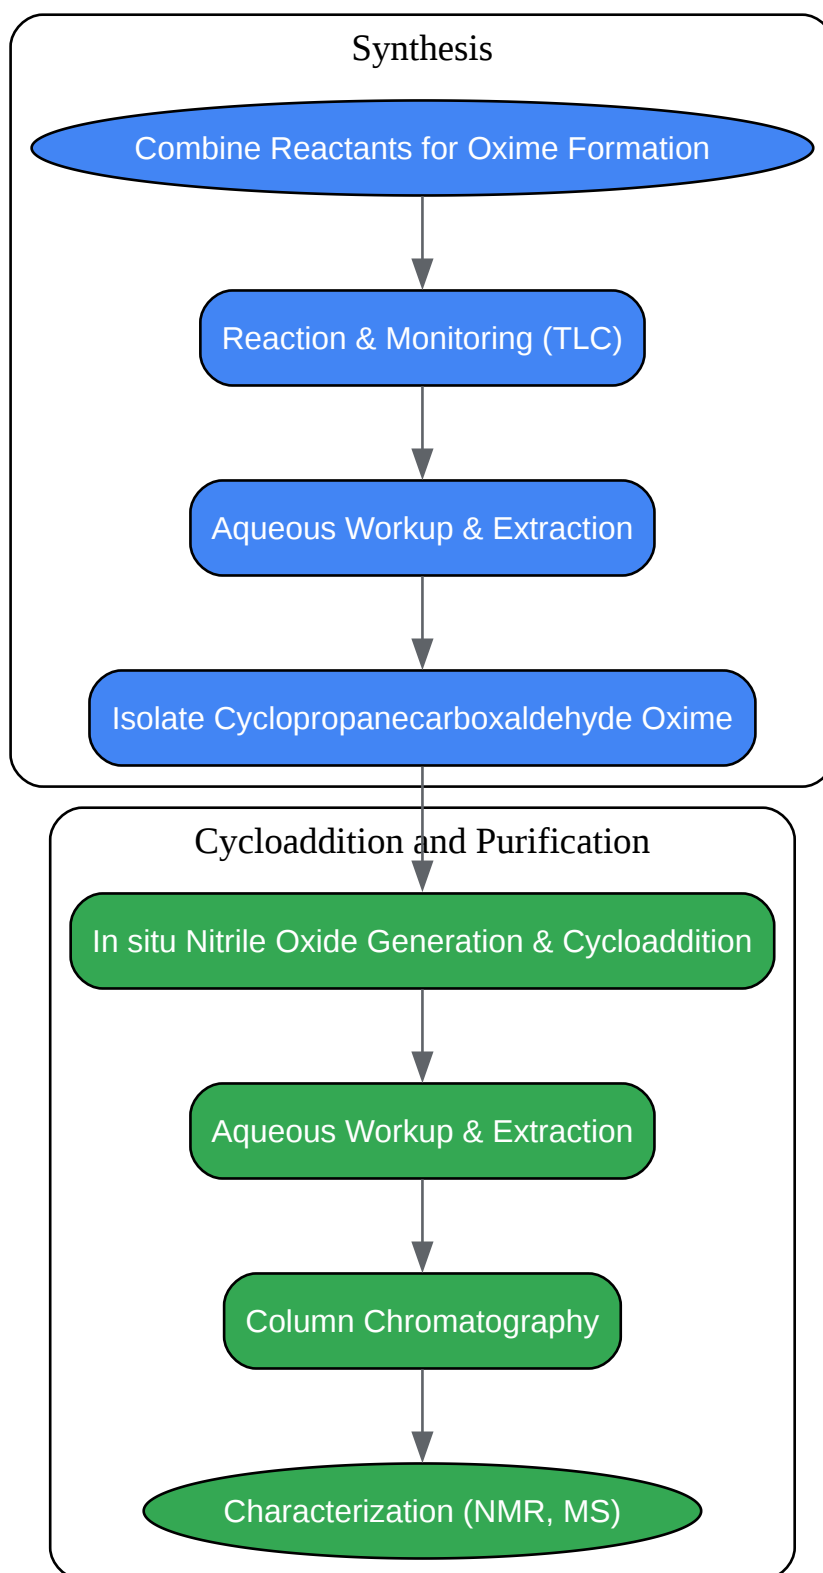 Synthesis
Combine Reactants for Oxime Formation
Reaction & Monitoring (TLC)
Aqueous Workup & Extraction
Isolate Cyclopropanecarboxaldehyde Oxime
Cycloaddition and Purification
In situ Nitrile Oxide Generation & Cycloaddition
Aqueous Workup & Extraction
Column Chromatography
Characterization (NMR, MS)